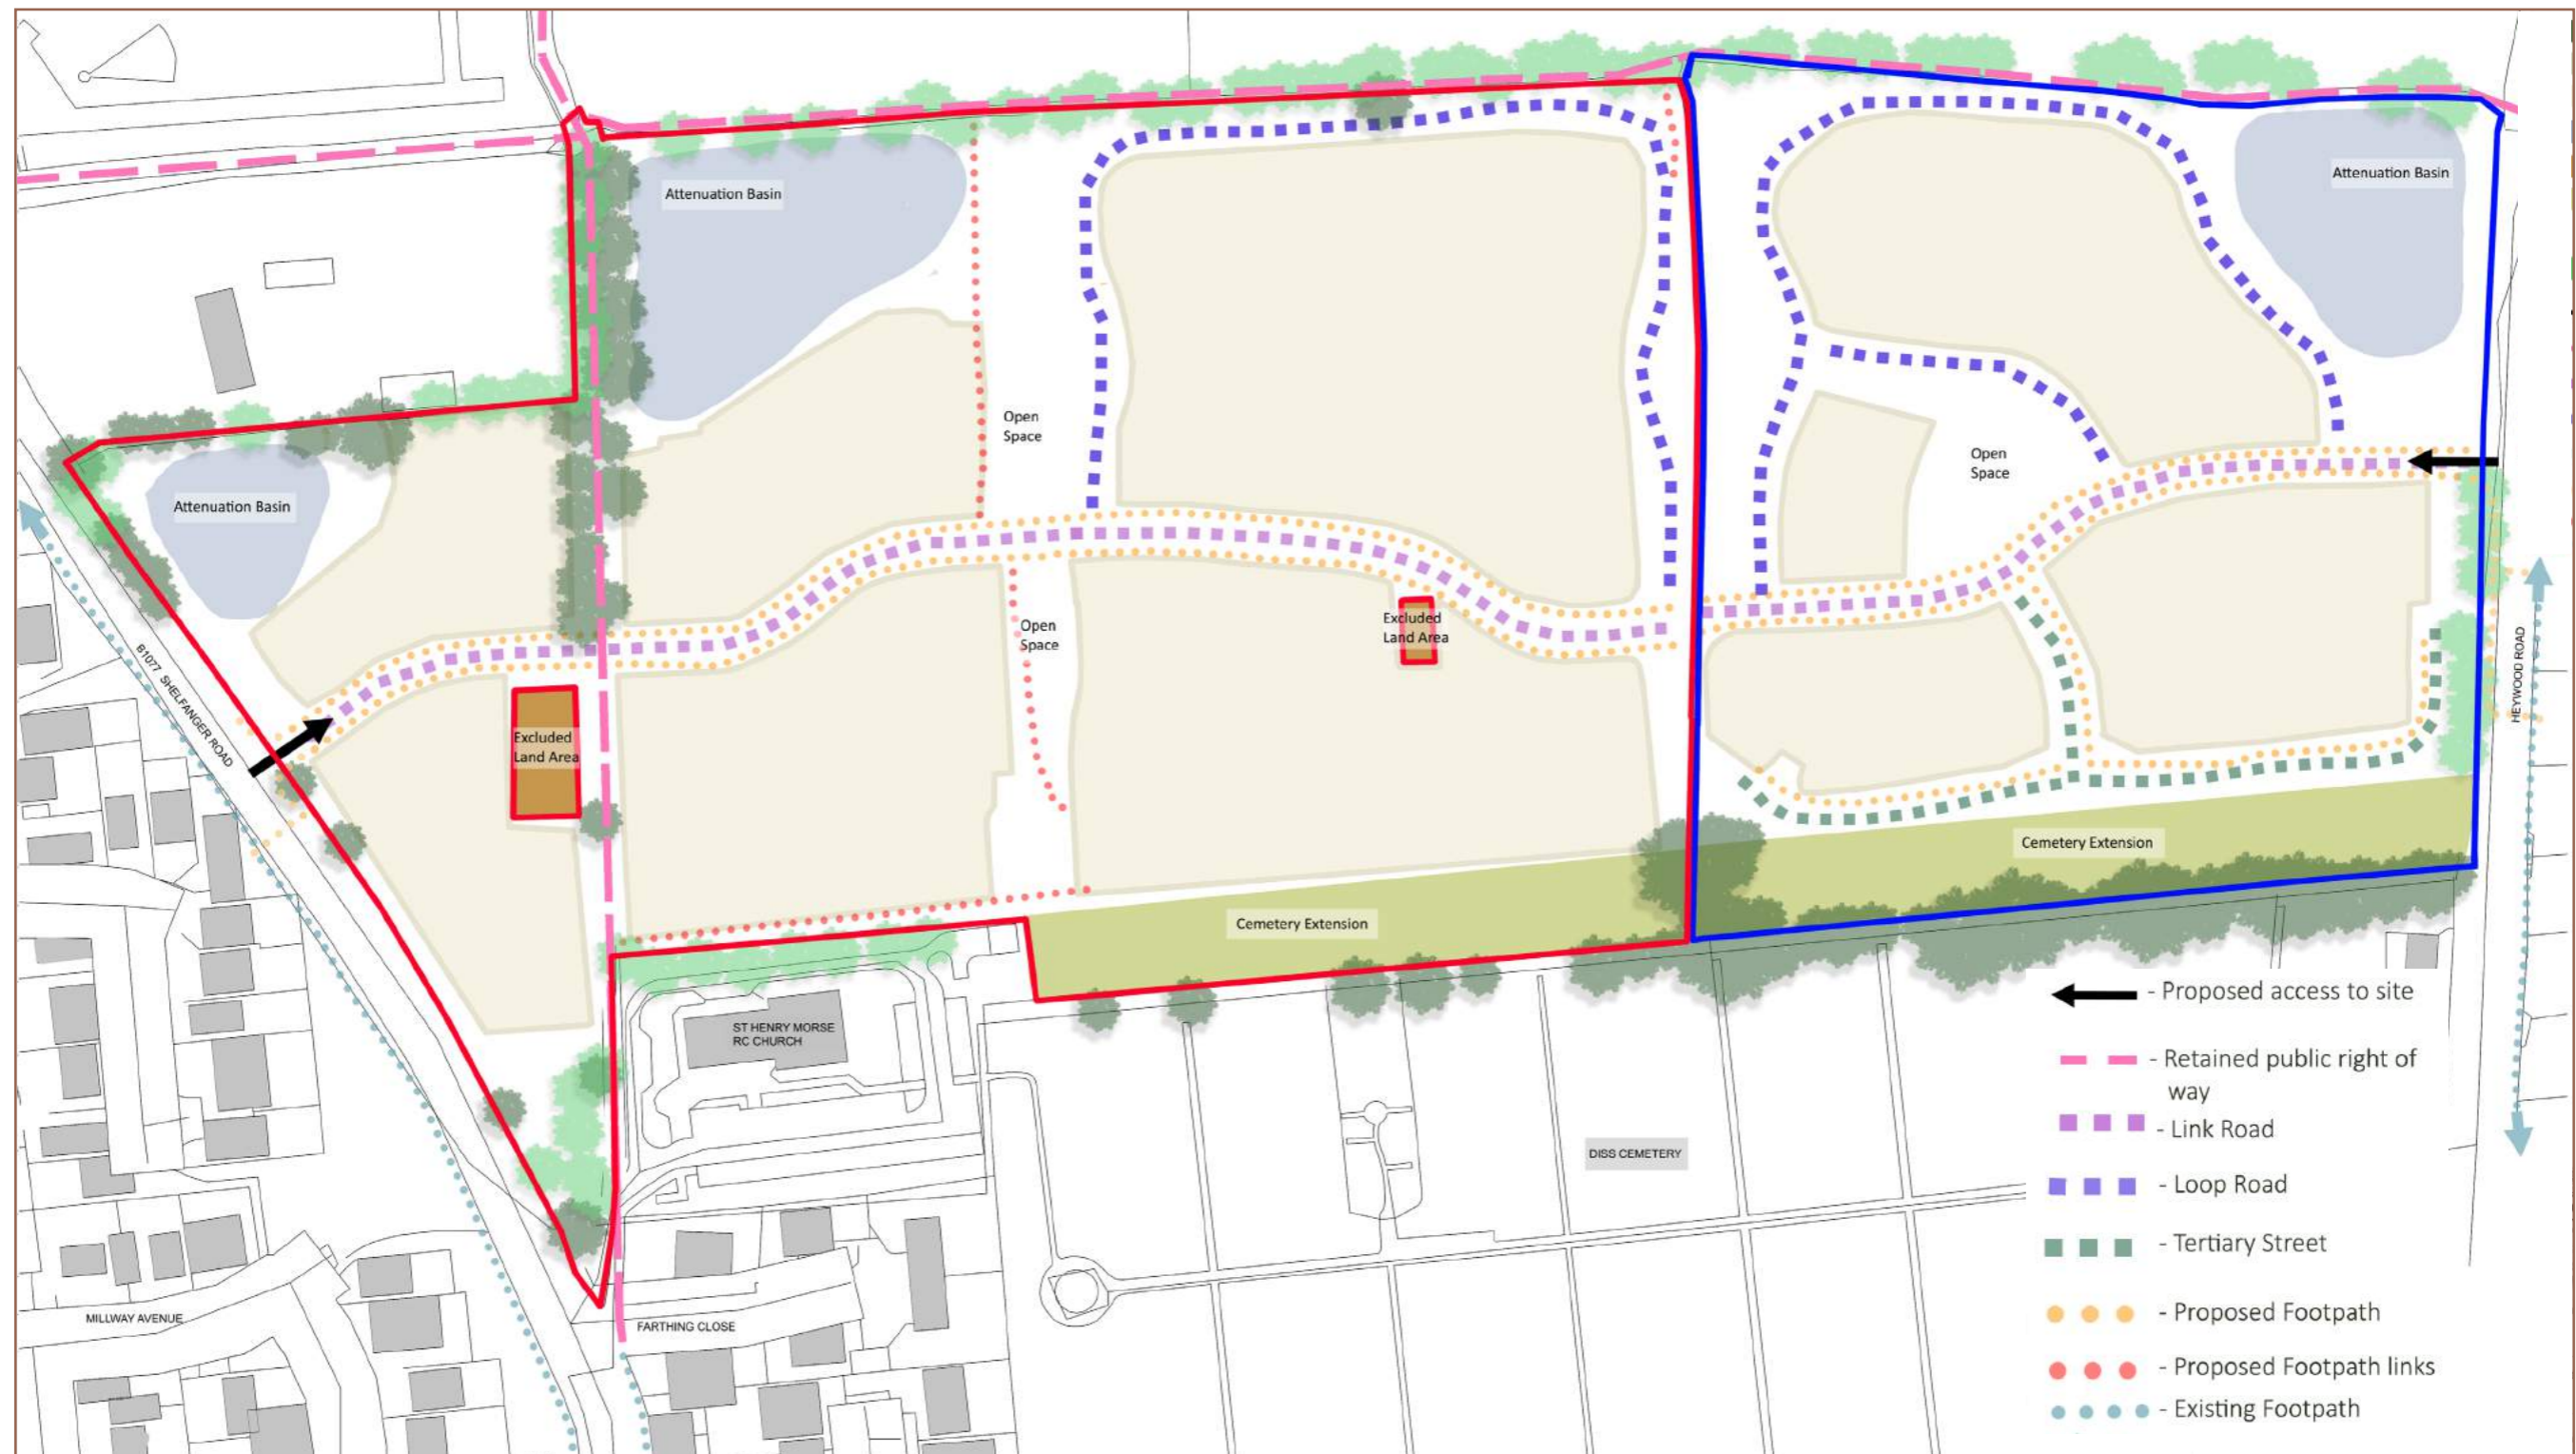 Attenuation Basin
Attenuation Basin
Open
Space
Open
Space
Attenuation Basin
B1077 SHELFANGER ROAD
Open
Space
Excluded
Land Area
HEYWOOD ROAD
Excluded
Land Area
Cemetery Extension
Cemetery Extension
ST HENRY MORSE
RC CHURCH
DISS CEMETERY
MILLWAY AVENUE
FARTHING CLOSE
- Proposed access to site
- Retained public right of
way
- Link Road
- Loop Road
- Tertiary Street
- Proposed Footpath
- Proposed Footpath links
- Existing Footpath